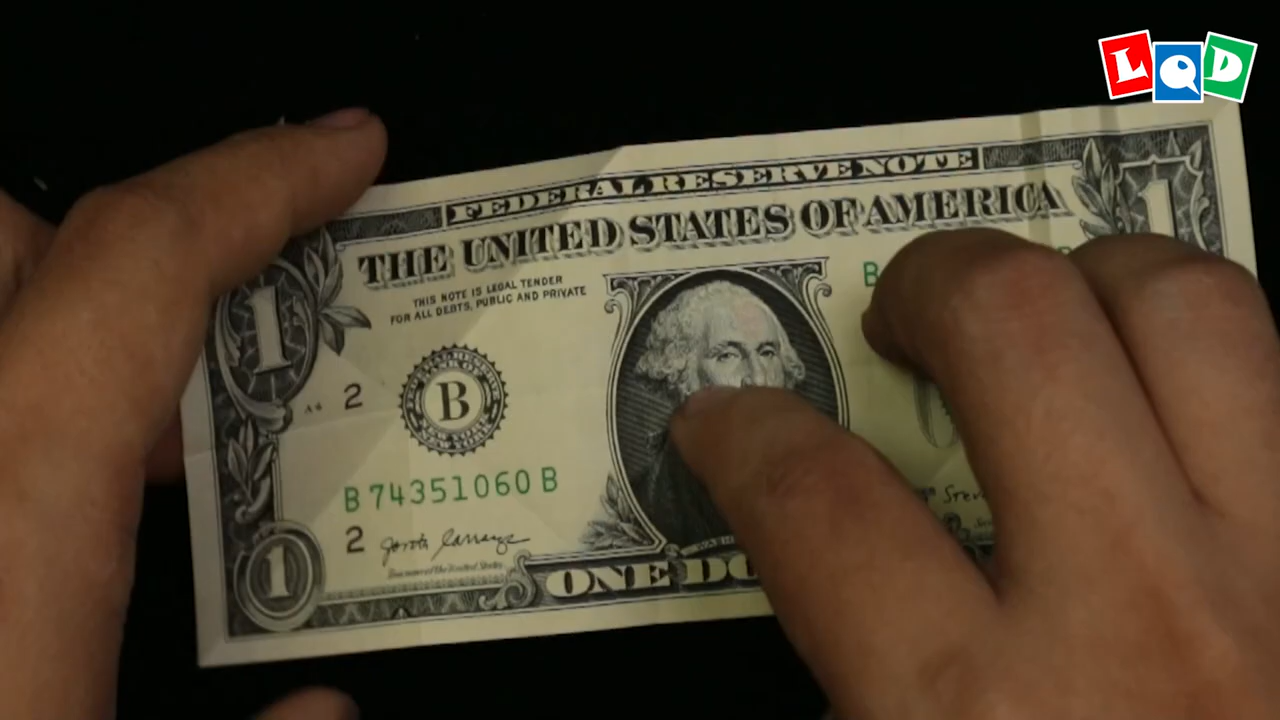 LQD
FEDERAL RESERVE NOTE
THE UNITED STATES OF AMERICA
1
1
THIS NOTE IS LEGAL TENDER
FOR ALL DEBTS, PUBLIC AND PRIVATE
B
2
B
B 74351060 B
2
1
ONE DO